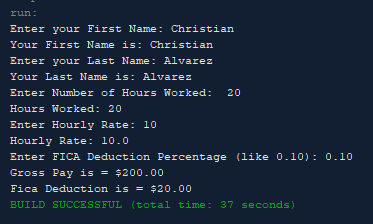 run:
Enter your First Name: Christian
Your First Name is: Christian
Enter your Last Name: Alvarez
Your Last Name is: Alvarez
Enter Number of Hours Worked:  20
Hours Worked: 20
Enter Hourly Rate: 10
Hourly Rate: 10.0
Enter FICA Deduction Percentage (like 0.10): 0.10
Gross Pay is = $200.00
Fica Deduction is = $20.00
BUILD SUCCESSFUL (total time: 37 seconds)